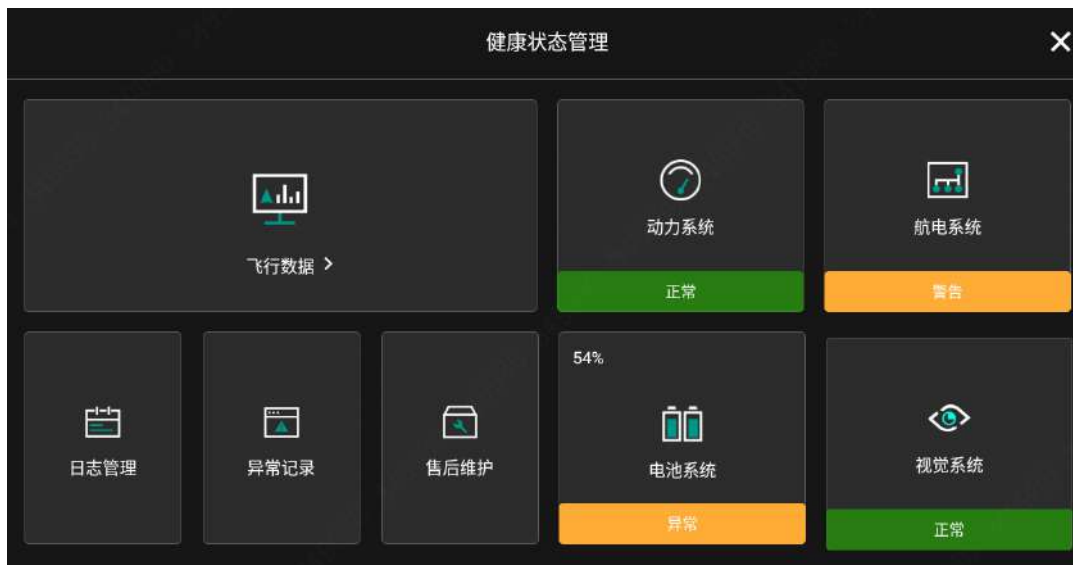 健康状态管理
飞行数据
动力系统
正常
航电系统
警告
日志管理
异常记录
售后维护
54%
电池系统
异常
视觉系统
正常